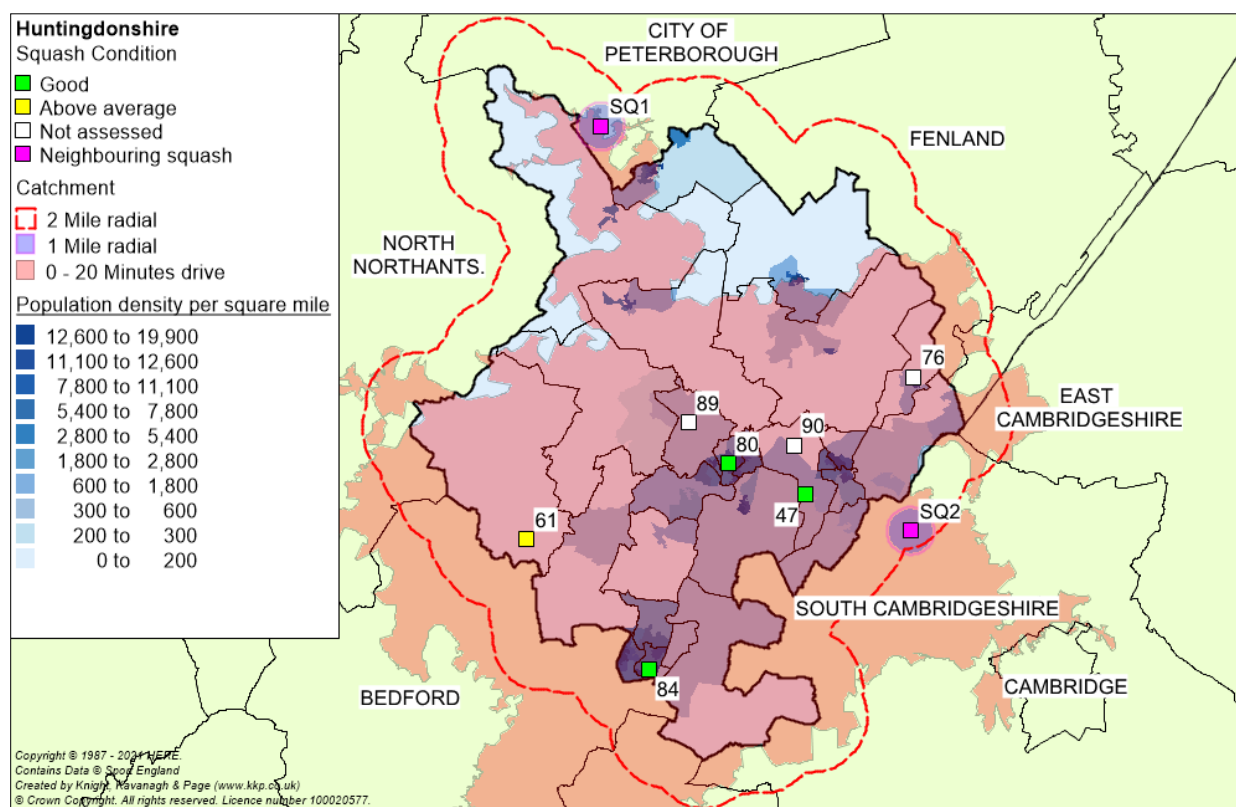 Huntingdonshire
Squash Condition
Good
Above average
Not assessed
Neighbouring squash
Catchment
2 Mile radial
1 Mile radial
0 - 20 Minutes drive
Population density per square mile
12,600 to 19,900
11,100 to 12,600
7,800 to 11,100
5,400 to 7,800
2,800 to 5,400
1,800 to 2,800
600 to 1,800
300 to 600
200 to 300
0 to 200
CITY OF
PETERBOROUGH
SQ1
FENLAND
NORTH
NORTHANTS.
76
89
90
EAST
CAMBRIDGESHIRE
80
47
61
SQ2
SOUTH CAMBRIDGESHIRE
84
BEDFORD
CAMBRIDGE
Copyright © 1987 - 2021 HERE.
Contains Data © Sport England
Created by Knight, Kavanagh & Page (www.kkp.co.uk)
© Crown Copyright. All rights reserved. Licence number 100020577.